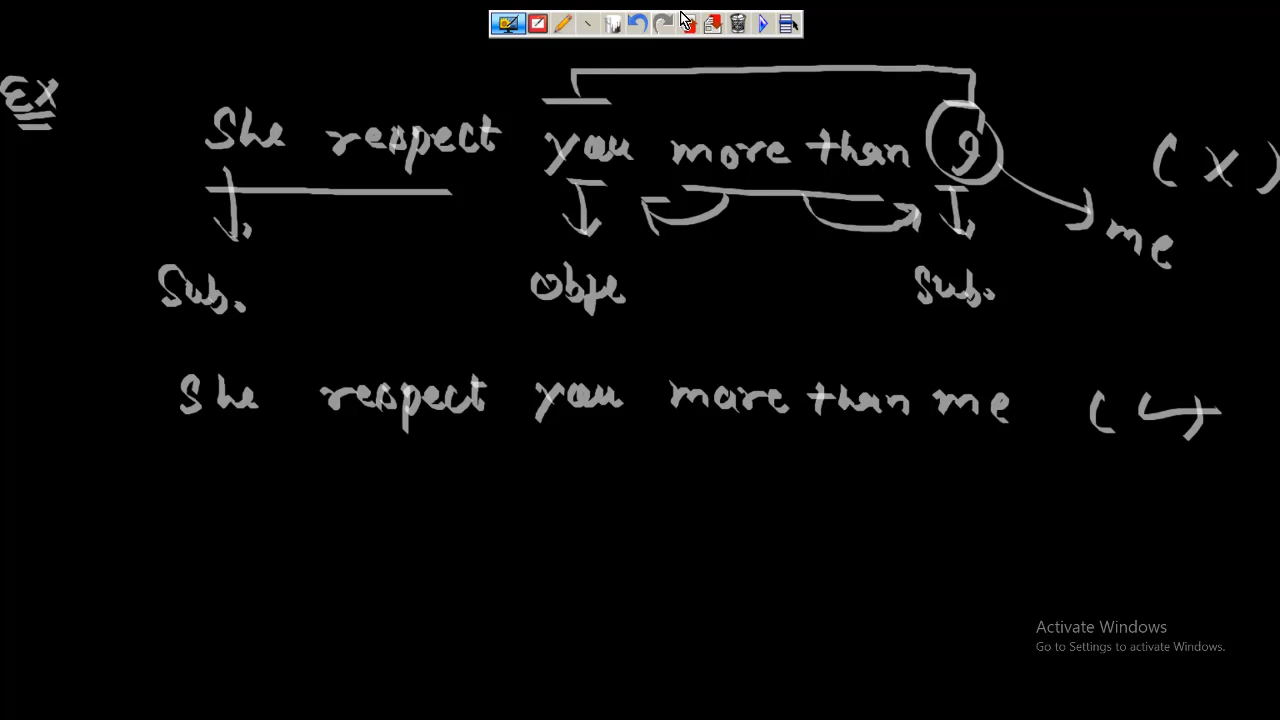 Ex
She respect you more than I (X)
me
Sub. Obje Sub.
She respect you more than me (✓)
Activate Windows
Go to Settings to activate Windows.